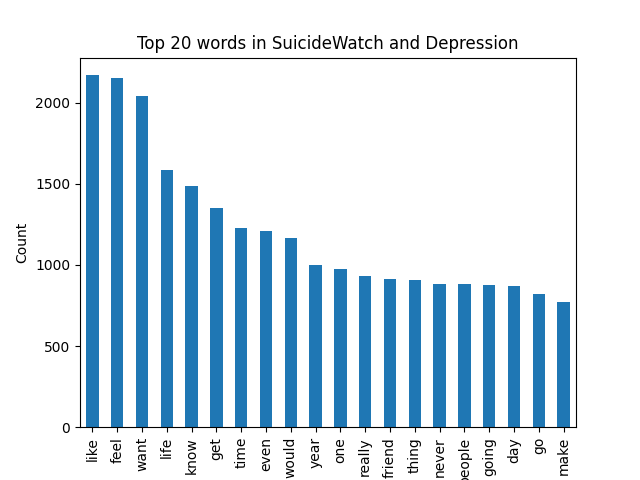 Top 20 words in SuicideWatch and Depression
2000
1500
1000
500
0
Count
like
feel
want
life
know
get
time
even
would
year
one
really
friend
thing
never
people
going
day
go
make